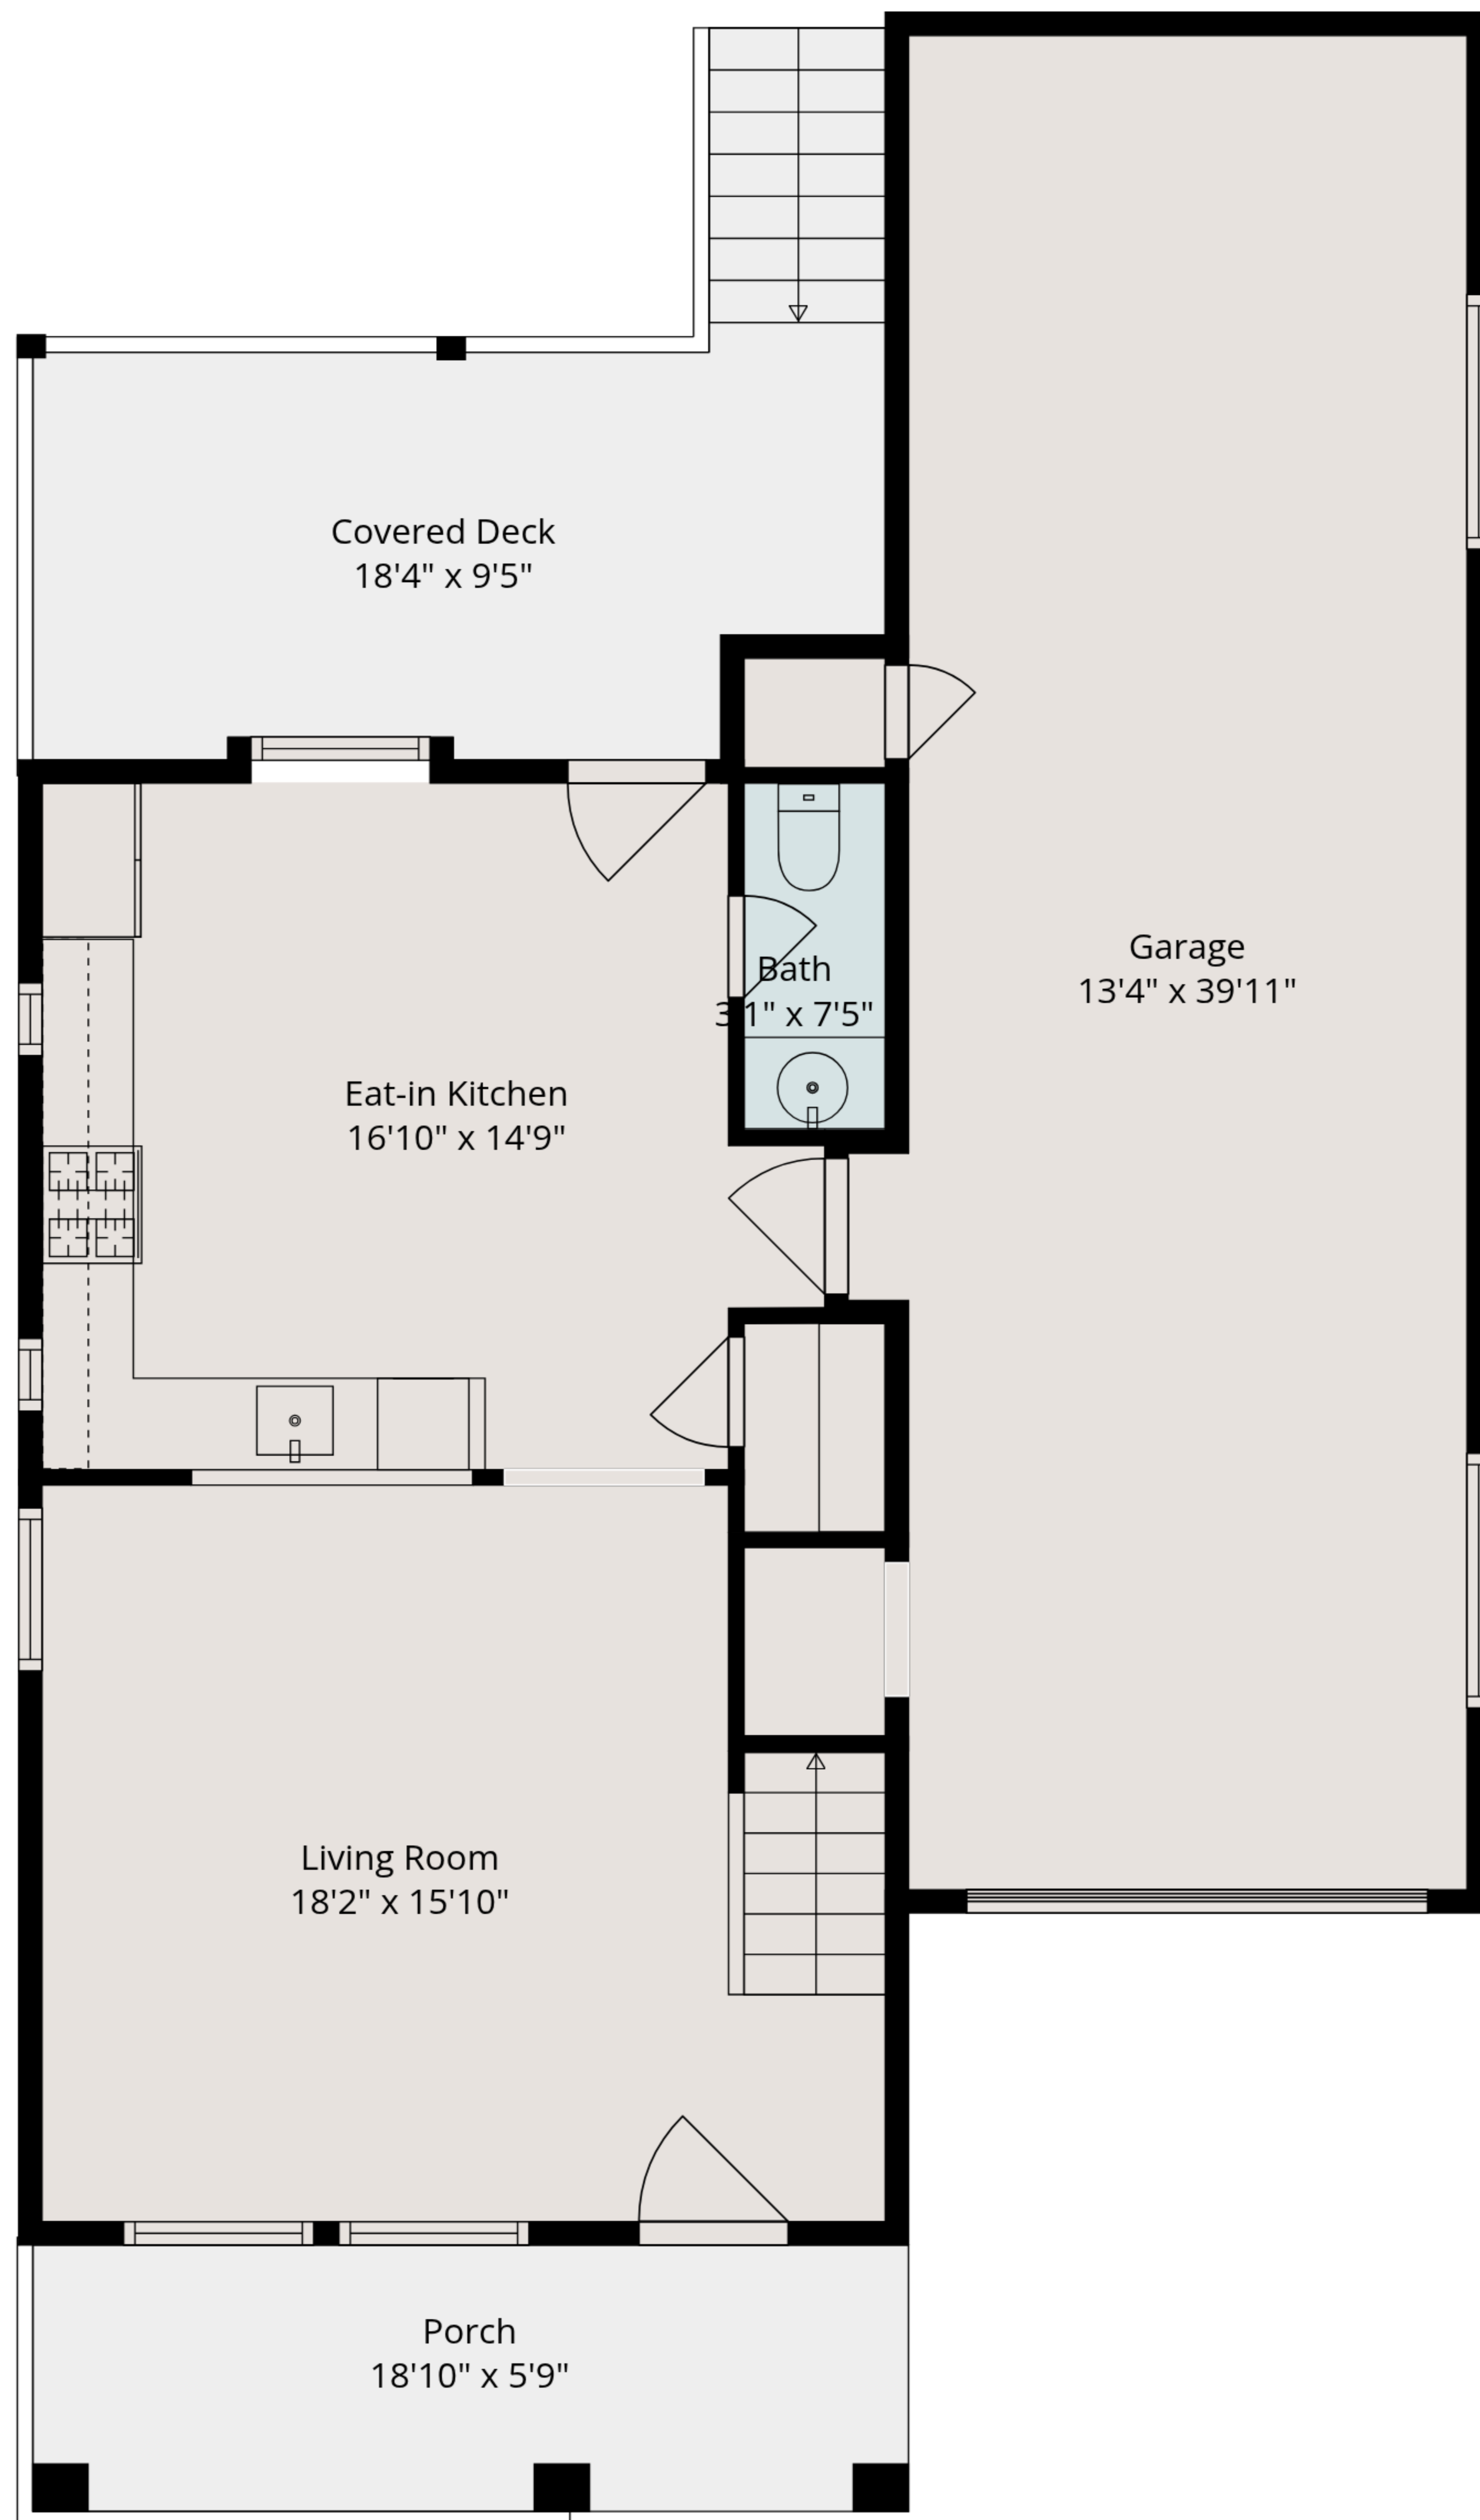 Covered Deck
18'4" x 9'5"
Garage
13'4" x 39'11"
Bath
3'1" x 7'5"
Eat-in Kitchen
16'10" x 14'9"
Living Room
18'2" x 15'10"
Porch
18'10" x 5'9"